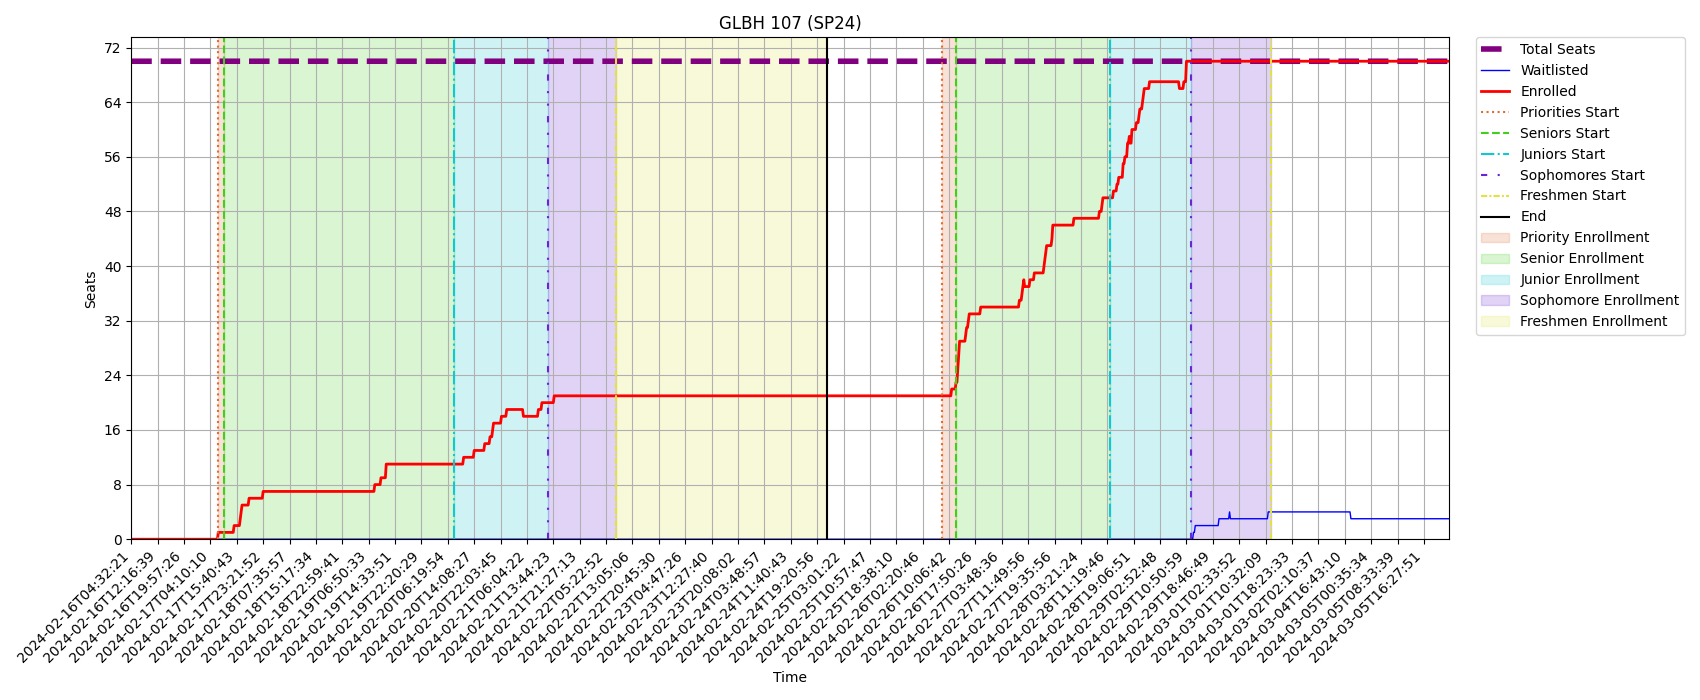 GLBH 107 (SP24)
72
64
56
48
40
32
24
16
8
0
Seats
2024-02-16T04:32:21
2024-02-16T12:16:39
2024-02-16T19:57:26
2024-02-17T04:10:10
2024-02-17T15:40:43
2024-02-17T23:21:52
2024-02-18T07:35:57
2024-02-18T15:17:34
2024-02-18T22:59:41
2024-02-19T06:50:33
2024-02-19T14:33:51
2024-02-19T22:20:29
2024-02-20T06:19:54
2024-02-20T14:08:27
2024-02-20T22:03:45
2024-02-21T06:04:22
2024-02-21T13:44:23
2024-02-21T21:27:13
2024-02-22T05:22:52
2024-02-22T13:05:06
2024-02-22T20:45:30
2024-02-23T04:47:26
2024-02-23T12:27:40
2024-02-23T20:08:02
2024-02-24T03:48:57
2024-02-24T11:40:43
2024-02-24T19:20:56
2024-02-25T03:01:22
2024-02-25T10:57:47
2024-02-25T18:38:10
2024-02-26T02:20:46
2024-02-26T10:06:42
2024-02-26T17:50:26
2024-02-27T03:48:36
2024-02-27T11:49:56
2024-02-27T19:35:56
2024-02-28T03:21:24
2024-02-28T11:19:46
2024-02-28T19:06:51
2024-02-29T02:52:48
2024-02-29T10:50:59
2024-02-29T18:46:49
2024-03-01T02:33:52
2024-03-01T10:32:09
2024-03-01T18:23:33
2024-03-02T02:10:37
2024-03-04T16:43:10
2024-03-05T00:35:34
2024-03-05T08:33:39
2024-03-05T16:27:51
Time
Total Seats
Waitlisted
Enrolled
Priorities Start
Seniors Start
Juniors Start
Sophomores Start
Freshmen Start
End
Priority Enrollment
Senior Enrollment
Junior Enrollment
Sophomore Enrollment
Freshmen Enrollment